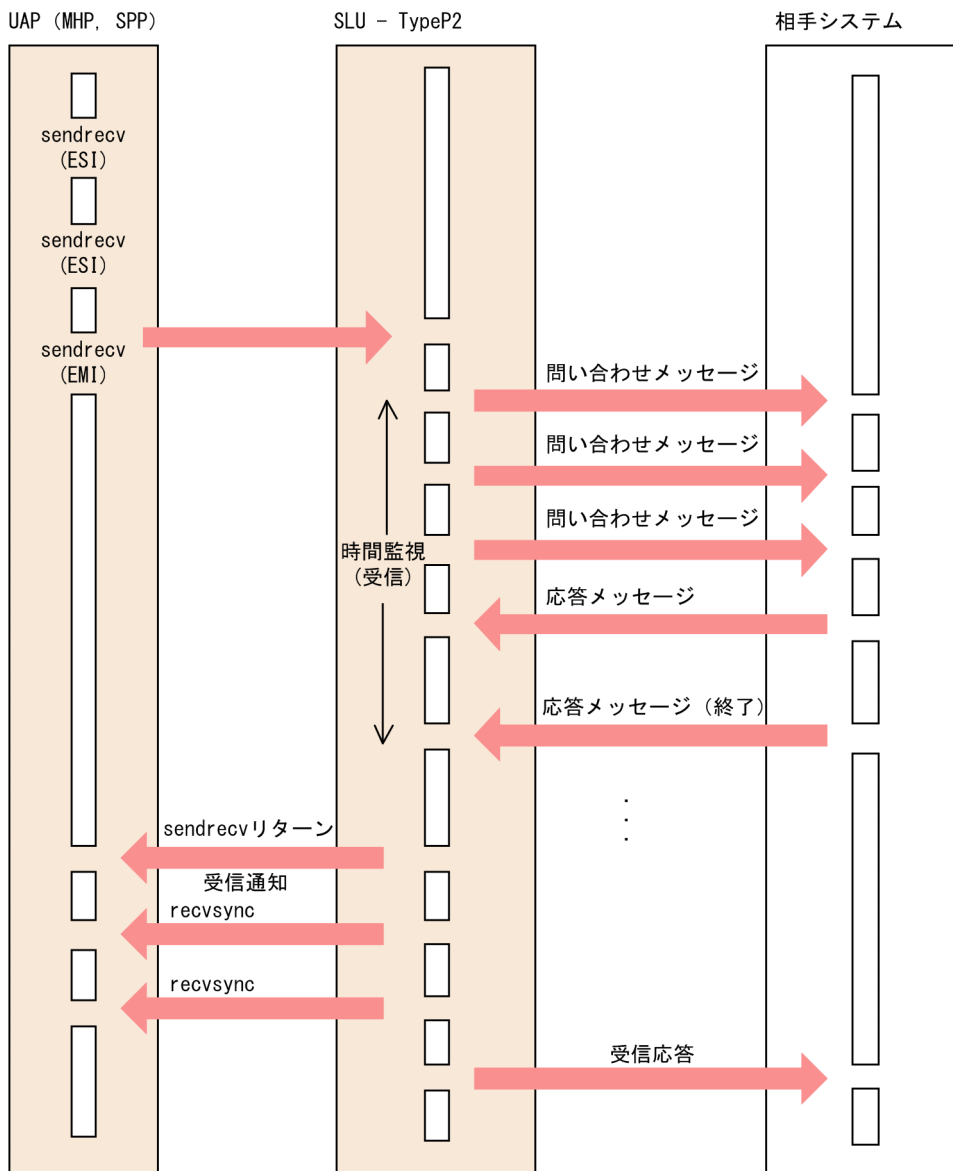 UAP (MHP, SPP)
SLU - TypeP2
相手システム
sendrecv
(ESI)
sendrecv
(ESI)
sendrecv
(EMI)
問い合わせメッセージ
問い合わせメッセージ
問い合わせメッセージ
時間監視
(受信)
応答メッセージ
応答メッセージ (終了)
sendrecvリターン
受信通知
recvsync
recvsync
受信応答